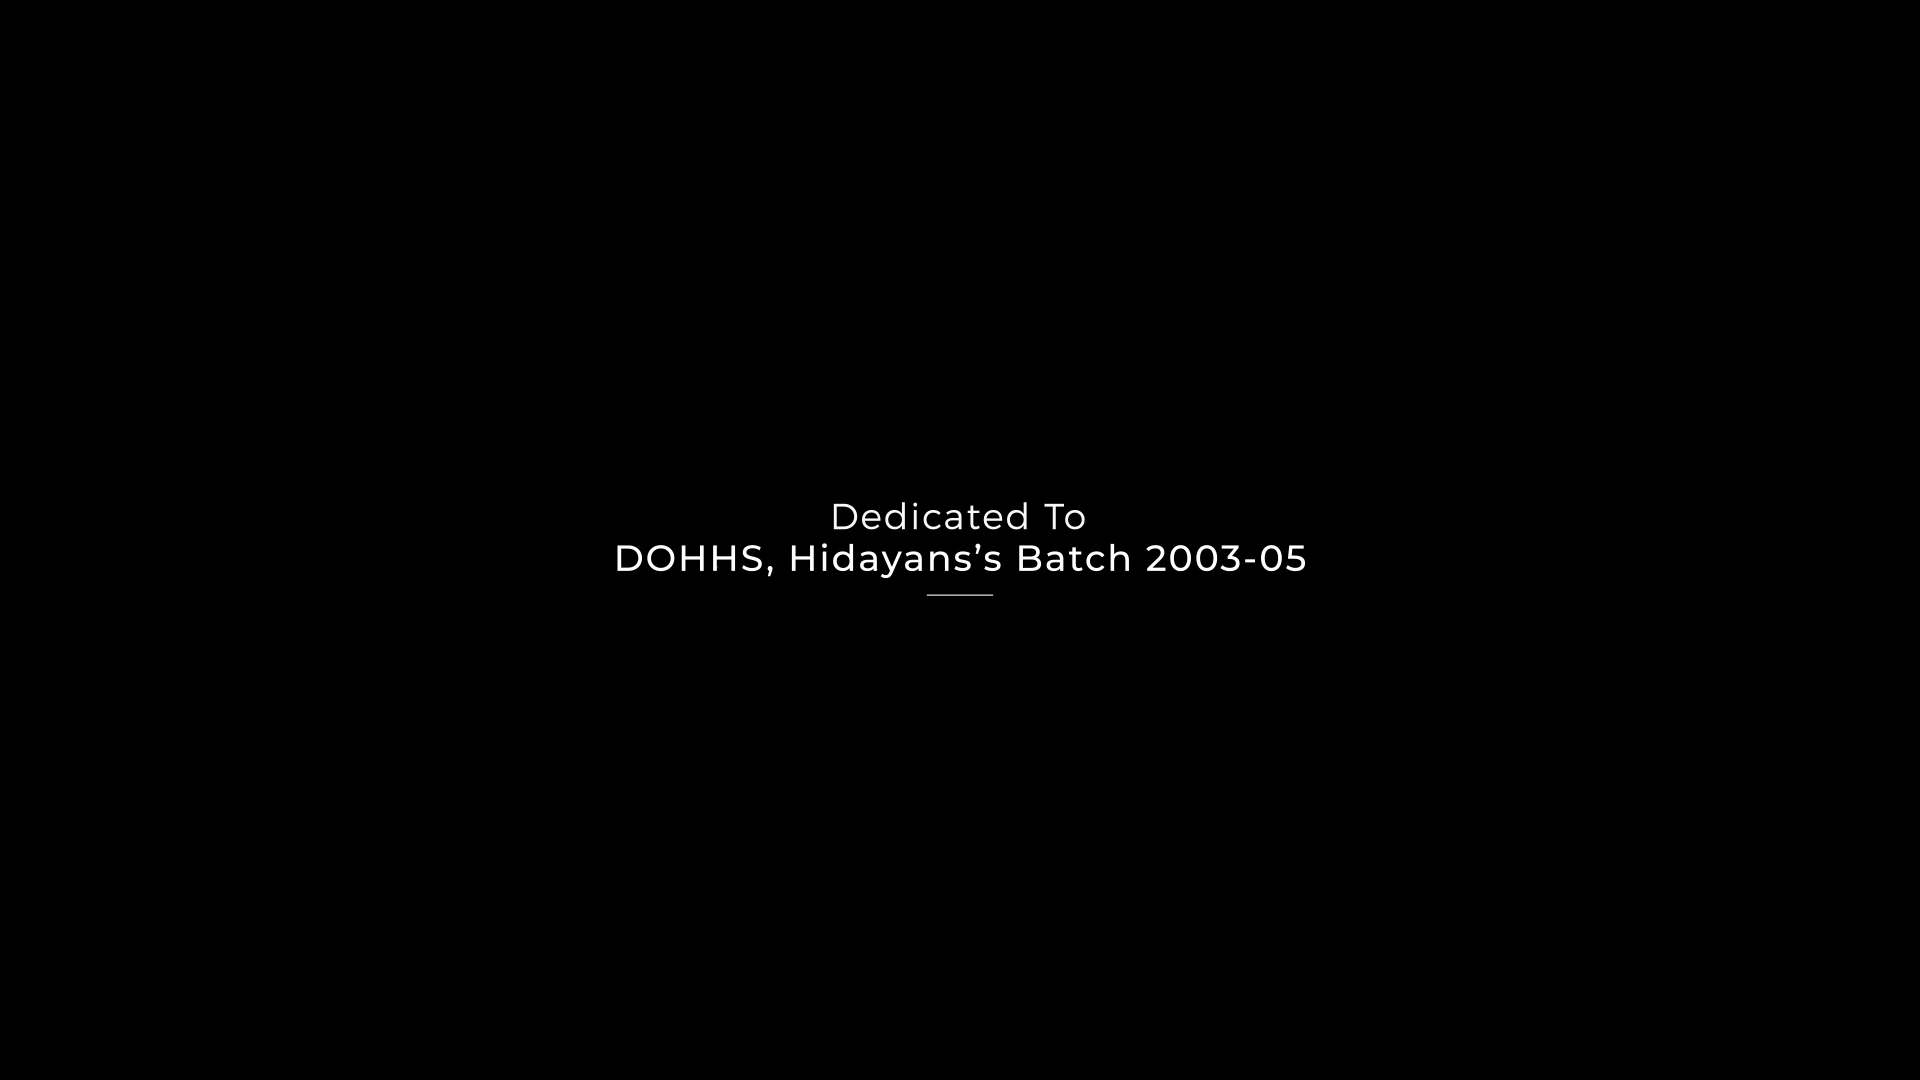 Dedicated To
DOHHS, Hidayans’s Batch 2003-05